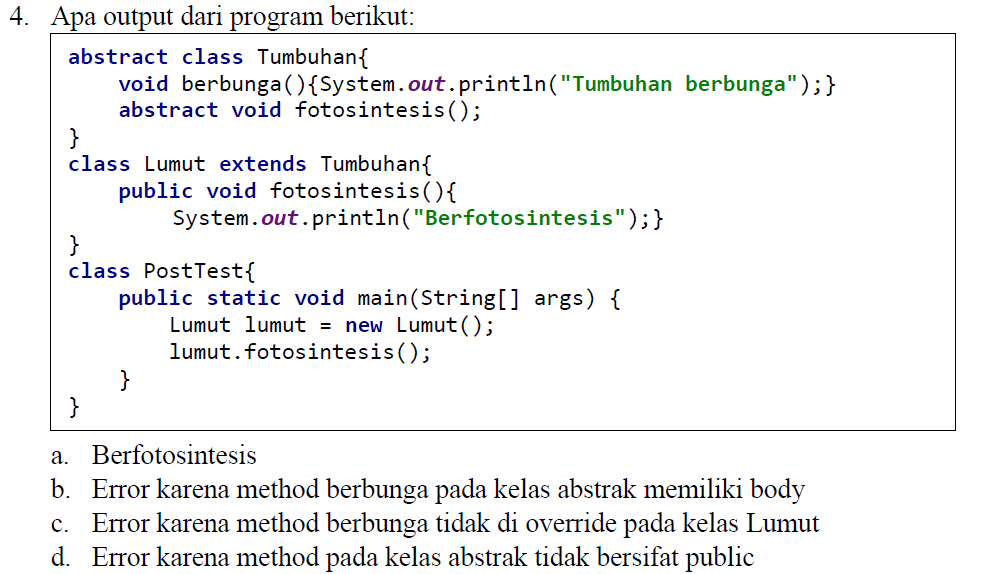 4. Apa output dari program berikut:
abstract class Tumbuhan{
    void berbunga(){System.out.println("Tumbuhan berbunga");}
    abstract void fotosintesis();
}
class Lumut extends Tumbuhan{
    public void fotosintesis(){
        System.out.println("Berfotosintesis");}
}
class PostTest{
    public static void main(String[] args) {
        Lumut lumut = new Lumut();
        lumut.fotosintesis();
    }
}
a. Berfotosintesis
b. Error karena method berbunga pada kelas abstrak memiliki body
c. Error karena method berbunga tidak di override pada kelas Lumut
d. Error karena method pada kelas abstrak tidak bersifat public